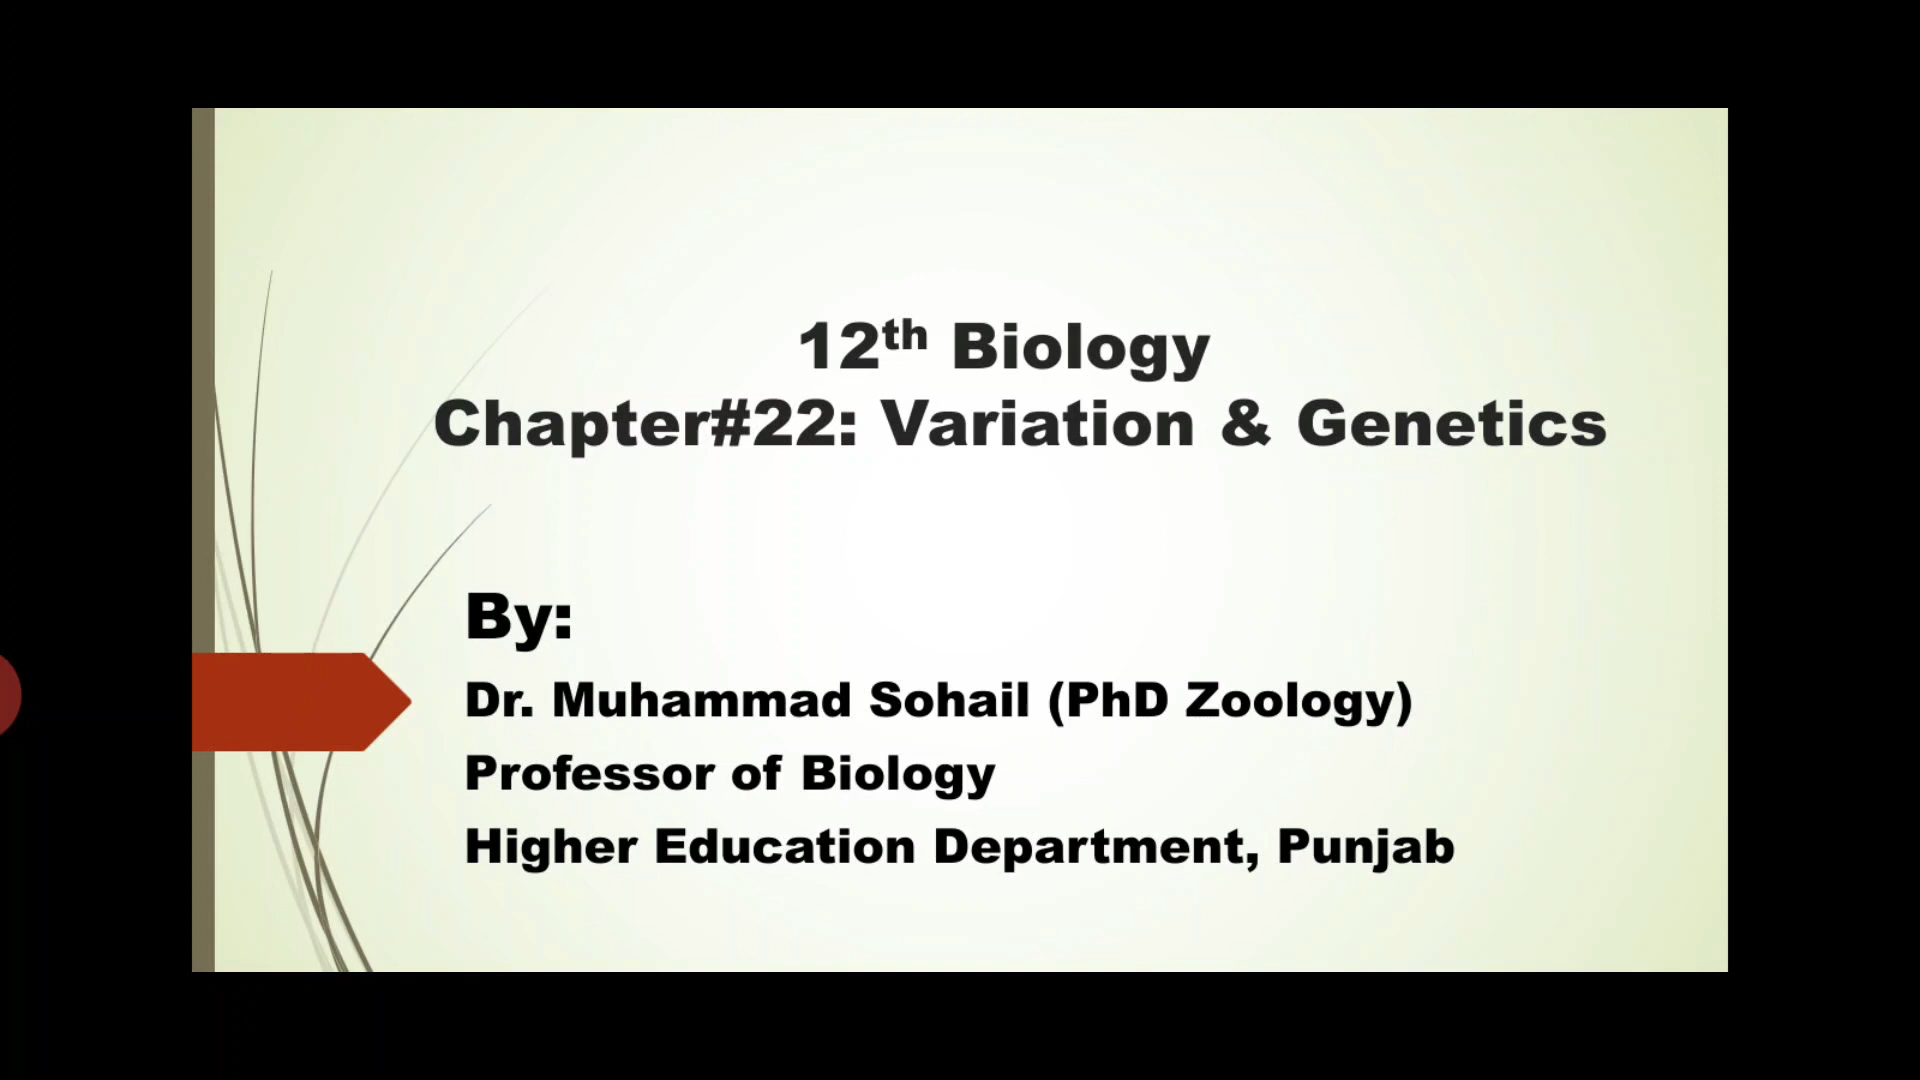 12th Biology
Chapter#22: Variation & Genetics
By:
Dr. Muhammad Sohail (PhD Zoology)
Professor of Biology
Higher Education Department, Punjab